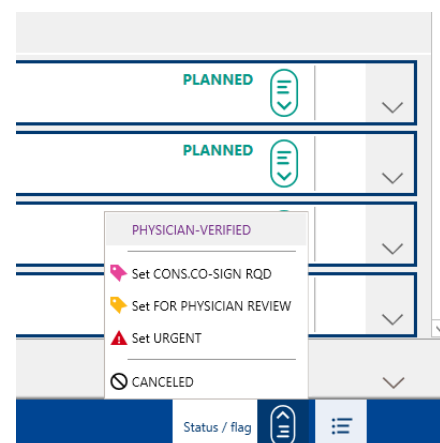 PLANNED
PLANNED
PHYSICIAN-VERIFIED
Set CONS.CO-SIGN RQD
Set FOR PHYSICIAN REVIEW
Set URGENT
CANCELED
Status / flag